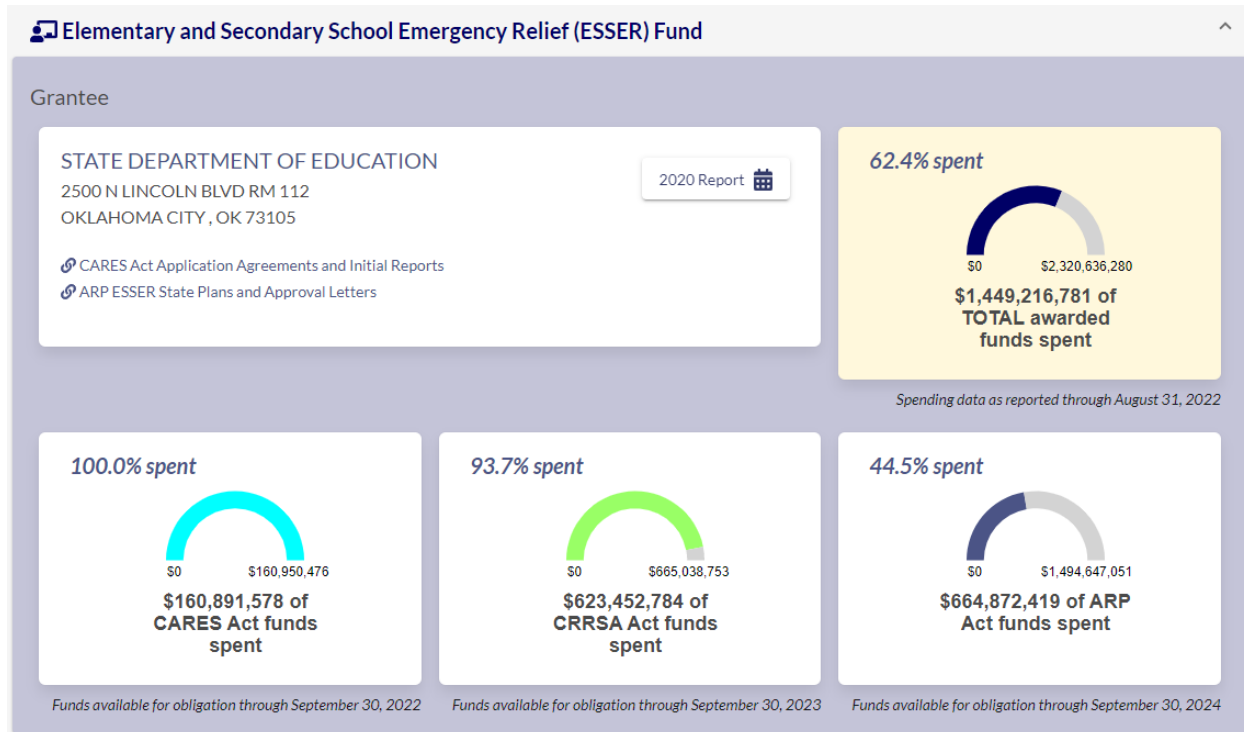 Elementary and Secondary School Emergency Relief (ESSER) Fund
Grantee
STATE DEPARTMENT OF EDUCATION
2500 N LINCOLN BLVD RM 112
OKLAHOMA CITY , OK 73105
2020 Report
CARES Act Application Agreements and Initial Reports
ARP ESSER State Plans and Approval Letters
62.4% spent
$0 $2,320,636,280
$1,449,216,781 of
TOTAL awarded
funds spent
Spending data as reported through August 31, 2022
100.0% spent
$0 $160,950,476
$160,891,578 of
CARES Act funds
spent
Funds available for obligation through September 30, 2022
93.7% spent
$0 $665,038,753
$623,452,784 of
CRRSA Act funds
spent
Funds available for obligation through September 30, 2023
44.5% spent
$0 $1,494,647,051
$664,872,419 of ARP
Act funds spent
Funds available for obligation through September 30, 2024